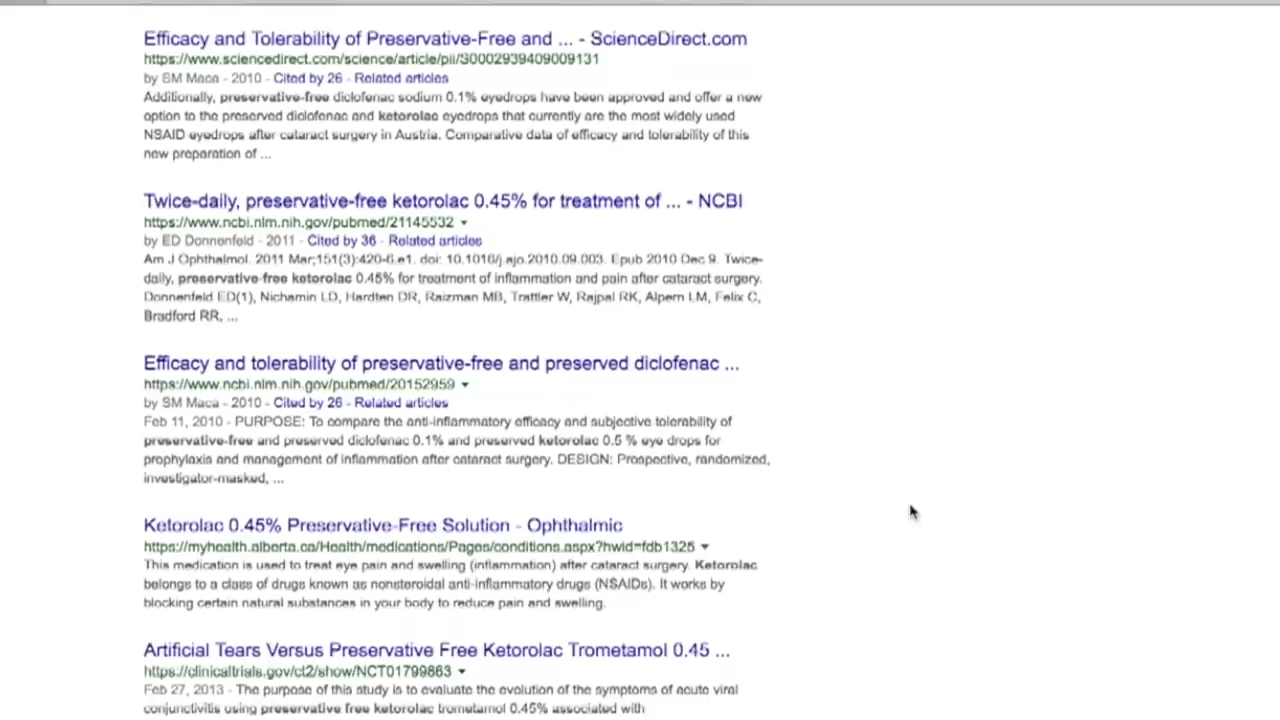 Efficacy and Tolerability of Preservative-Free and ... - ScienceDirect.com
https://www.sciencedirect.com/science/article/pii/S0002939409009131
by SM Maca - 2010 - Cited by 26 - Related articles
Additionally, preservative-free diclofenac sodium 0.1% eyedrops have been approved and offer a new
option to the preserved diclofenac and ketorolac eyedrops that currently are the most widely used
NSAID eyedrops after cataract surgery in Austria. Comparative data of efficacy and tolerability of this
new preparation of ...
Twice-daily, preservative-free ketorolac 0.45% for treatment of ... - NCBI
https://www.ncbi.nlm.nih.gov/pubmed/21145532
by ED Donnenfeld - 2011 - Cited by 36 - Related articles
Am J Ophthalmol. 2011 Mar;151(3):420-6.e1. doi: 10.1016/j.ajo.2010.09.003. Epub 2010 Dec 9. Twice-
daily, preservative-free ketorolac 0.45% for treatment of inflammation and pain after cataract surgery.
Donnenfeld ED(1), Nichamin LD, Hardten DR, Raizman MB, Trattler W, Rajpal RK, Alpern LM, Felix C,
Bradford RR, ...
Efficacy and tolerability of preservative-free and preserved diclofenac ...
https://www.ncbi.nlm.nih.gov/pubmed/20152959
by SM Maca - 2010 - Cited by 26 - Related articles
Feb 11, 2010 - PURPOSE: To compare the anti-inflammatory efficacy and subjective tolerability of
preservative-free and preserved diclofenac 0.1% and preserved ketorolac 0.5 % eye drops for
prophylaxis and management of inflammation after cataract surgery. DESIGN: Prospective, randomized,
investigator-masked, ...
Ketorolac 0.45% Preservative-Free Solution - Ophthalmic
https://myhealth.alberta.ca/Health/medications/Pages/conditions.aspx?hwid=fdb1325
This medication is used to treat eye pain and swelling (inflammation) after cataract surgery. Ketorolac
belongs to a class of drugs known as nonsteroidal anti-inflammatory drugs (NSAIDs). It works by
blocking certain natural substances in your body to reduce pain and swelling.
Artificial Tears Versus Preservative Free Ketorolac Trometamol 0.45 ...
https://clinicaltrials.gov/ct2/show/NCT01799863
Feb 27, 2013 - The purpose of this study is to evaluate the evolution of the symptoms of acute viral
conjunctivitis using preservative free ketorolac trometamol 0.45% associated with